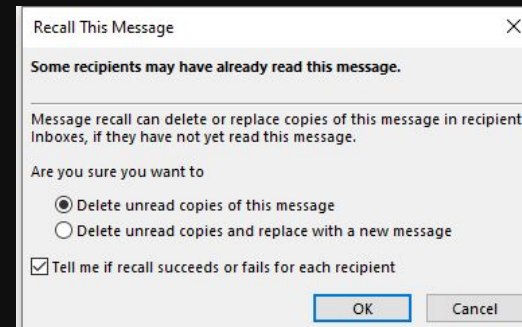 Recall This Message
Some recipients may have already read this message.
Message recall can delete or replace copies of this message in recipient
Inboxes, if they have not yet read this message.
Are you sure you want to
Delete unread copies of this message
Delete unread copies and replace with a new message
Tell me if recall succeeds or fails for each recipient
OK Cancel